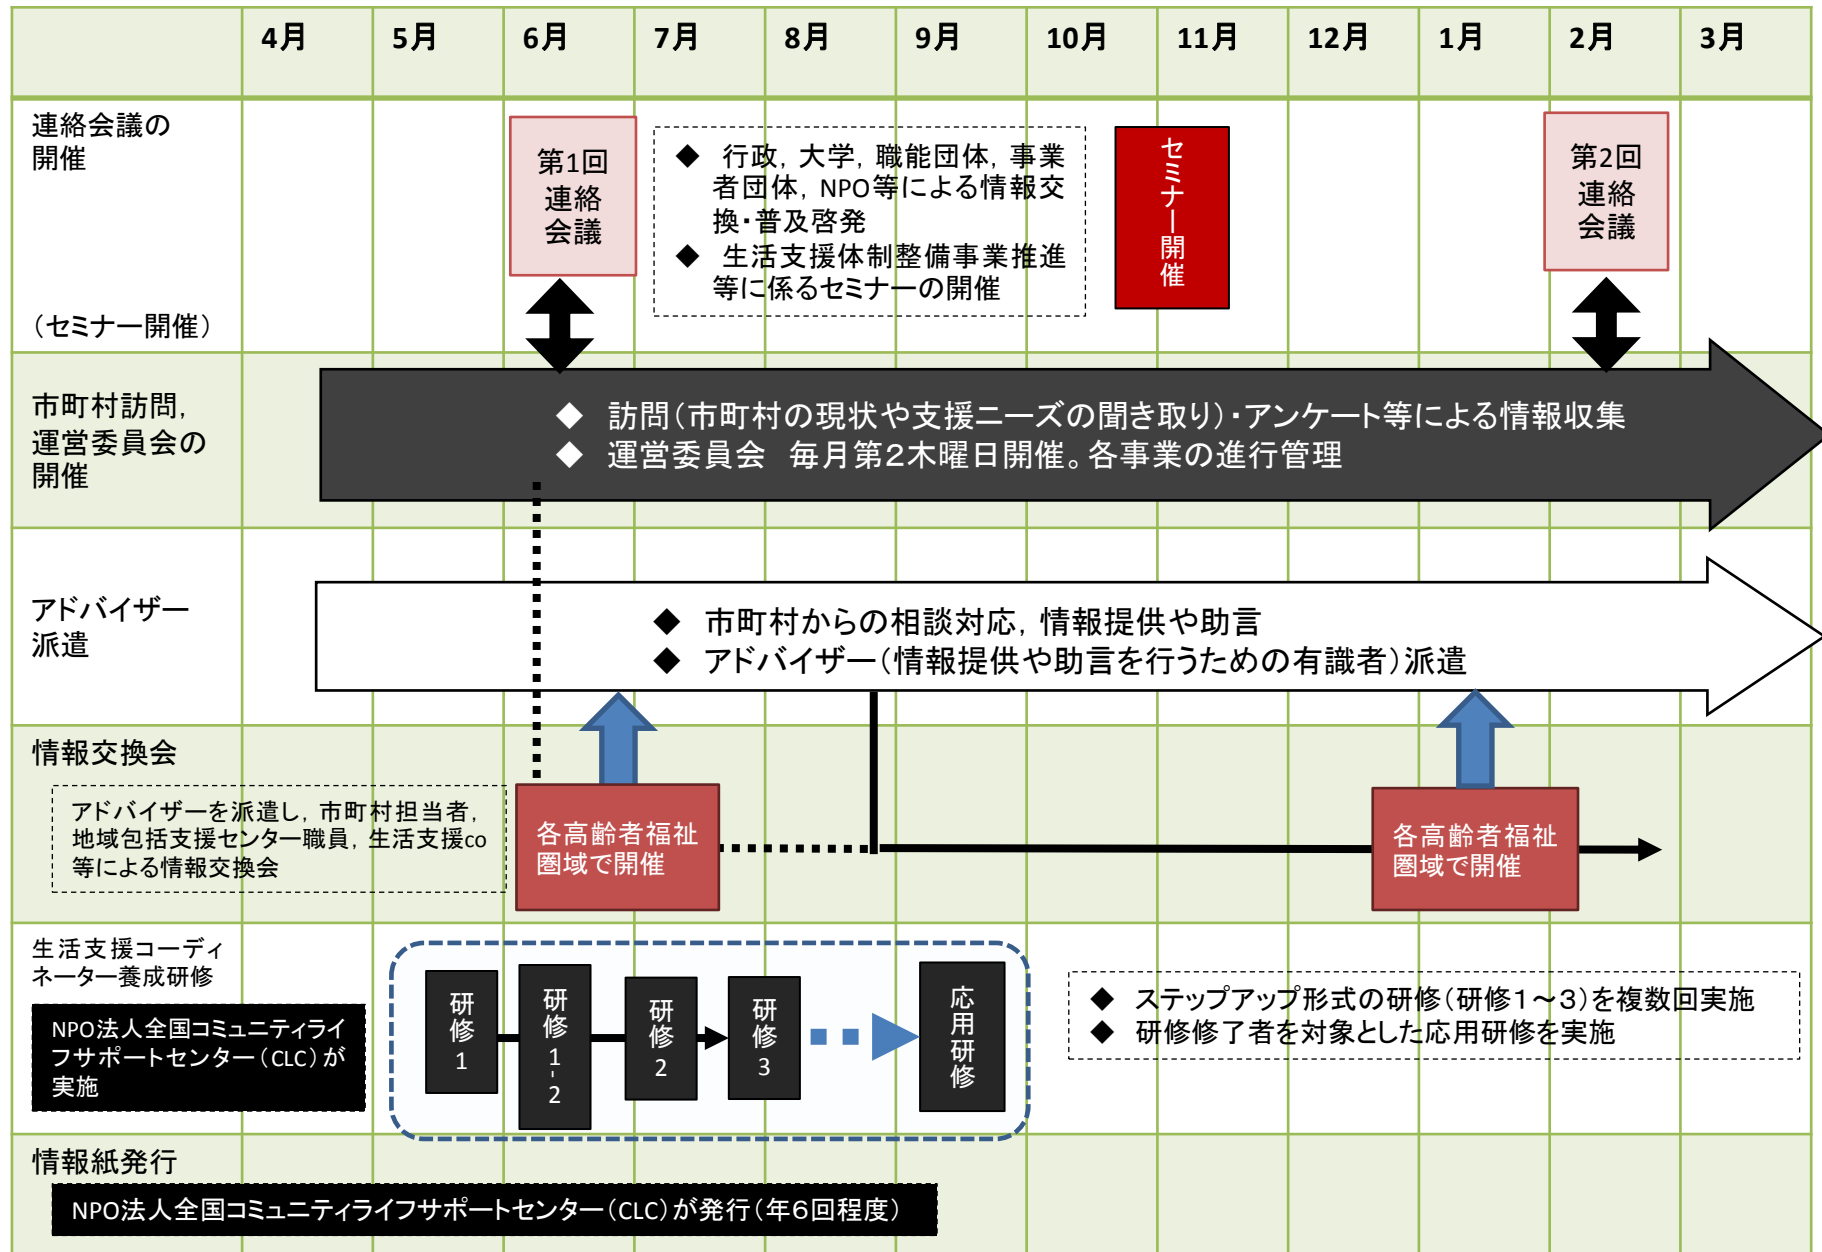 4月 5月 6月 7月 8月 9月 10月 11月 12月 1月 2月 3月
連絡会議の
開催
（セミナー開催）
第1回
連絡
会議
◆ 行政，大学，職能団体，事業
者団体，NPO等による情報交
換・普及啓発
◆ 生活支援体制整備事業推進
等に係るセミナーの開催
セミナー開催
第2回
連絡
会議
市町村訪問，
運営委員会の
開催
◆ 訪問（市町村の現状や支援ニーズの聞き取り）・アンケート等による情報収集
◆ 運営委員会　毎月第２木曜日開催。各事業の進行管理
アドバイザー
派遣
◆ 市町村からの相談対応，情報提供や助言
◆ アドバイザー（情報提供や助言を行うための有識者）派遣
情報交換会
アドバイザーを派遣し，市町村担当者，
地域包括支援センター職員，生活支援co
等による情報交換会
各高齢者福祉
圏域で開催
各高齢者福祉
圏域で開催
生活支援コーディ
ネーター養成研修
NPO法人全国コミュニティライ
フサポートセンター（CLC）が
実施
研修1
研修1-2
研修2
研修3
応用研修
◆ ステップアップ形式の研修（研修１～３）を複数回実施
◆ 研修修了者を対象とした応用研修を実施
情報紙発行
NPO法人全国コミュニティライフサポートセンター（CLC）が発行（年６回程度）